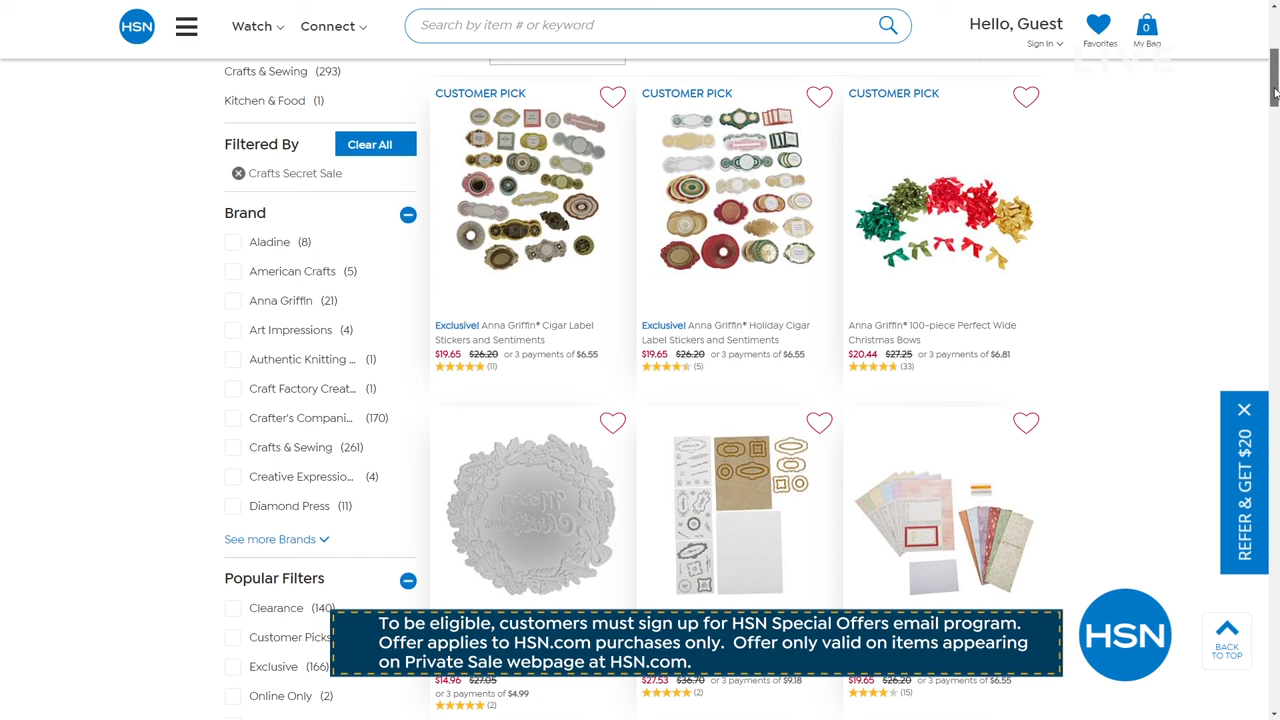 HSN
Watch
Connect
Search by item # or keyword
Hello, Guest
Sign In
Favorites
0
My Bag
LIVE
Crafts & Sewing (293)
Kitchen & Food (1)
Filtered By
Clear All
Crafts Secret Sale
Brand
Aladine (8)
American Crafts (5)
Anna Griffin (21)
Art Impressions (4)
Authentic Knitting ... (1)
Craft Factory Creat... (1)
Crafter's Compani... (170)
Crafts & Sewing (261)
Creative Expressio... (4)
Diamond Press (11)
See more Brands
Popular Filters
Clearance (140)
Customer Picks
Exclusive (166)
Online Only (2)
CUSTOMER PICK
Exclusive! Anna Griffin® Cigar Label
Stickers and Sentiments
$19.65 $26.20 or 3 payments of $6.55
(11)
CUSTOMER PICK
Exclusive! Anna Griffin® Holiday Cigar
Label Stickers and Sentiments
$19.65 $26.20 or 3 payments of $6.55
(5)
CUSTOMER PICK
Anna Griffin® 100-piece Perfect Wide
Christmas Bows
$20.44 $27.25 or 3 payments of $6.81
(33)
$14.96 $27.05
or 3 payments of $4.99
(2)
$27.53 $36.70 or 3 payments of $9.18
(2)
$19.65 $26.20 or 3 payments of $6.55
(15)
REFER & GET $20
To be eligible, customers must sign up for HSN Special Offers email program.
Offer applies to HSN.com purchases only. Offer only valid on items appearing
on Private Sale webpage at HSN.com.
HSN
BACK
TO TOP